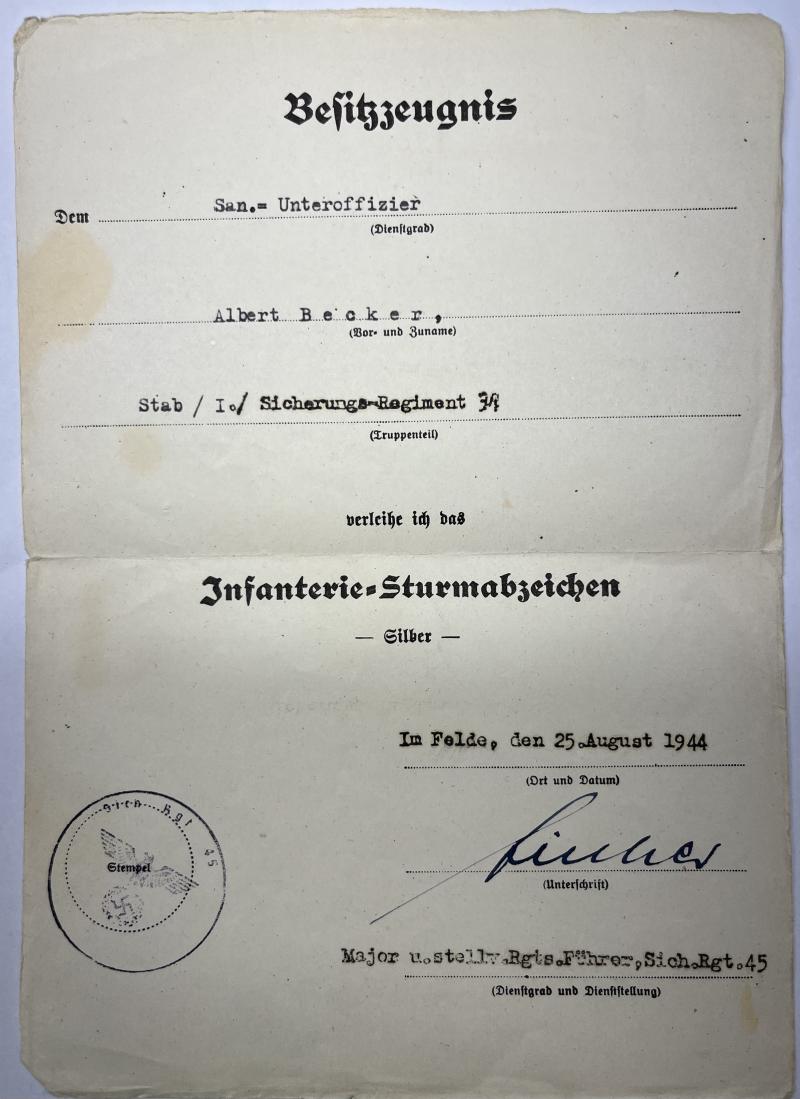 Besitzzeugnis
Dem San.= Unteroffizier
(Dienstgrad)
Albert B e c k e r ,
(Vor- und Zuname)
Stab / I./ Sicherungs-Regiment
(Truppenteil)
verleihe ich das
Infanterie-Sturmabzeichen
— Silber —
Im Felde, den 25.August 1944
(Ort und Datum)
(Unterschrift)
Major u.stellv.Rgts.Führer,Sich.Rgt.45
(Dienstgrad und Dienststellung)
Sich Rgt 45
Stempel